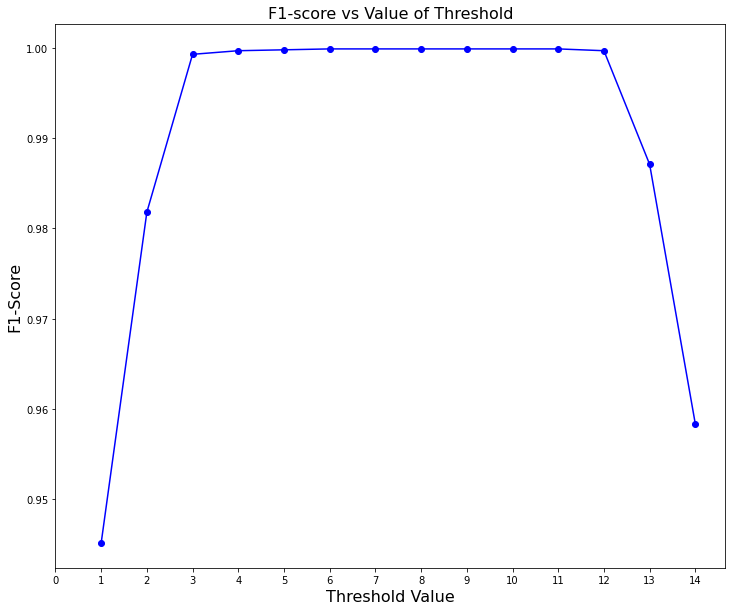 F1-score vs Value of Threshold
1.00
0.99
0.98
0.97
0.96
0.95
F1-Score
0 1 2 3 4 5 6 7 8 9 10 11 12 13 14
Threshold Value